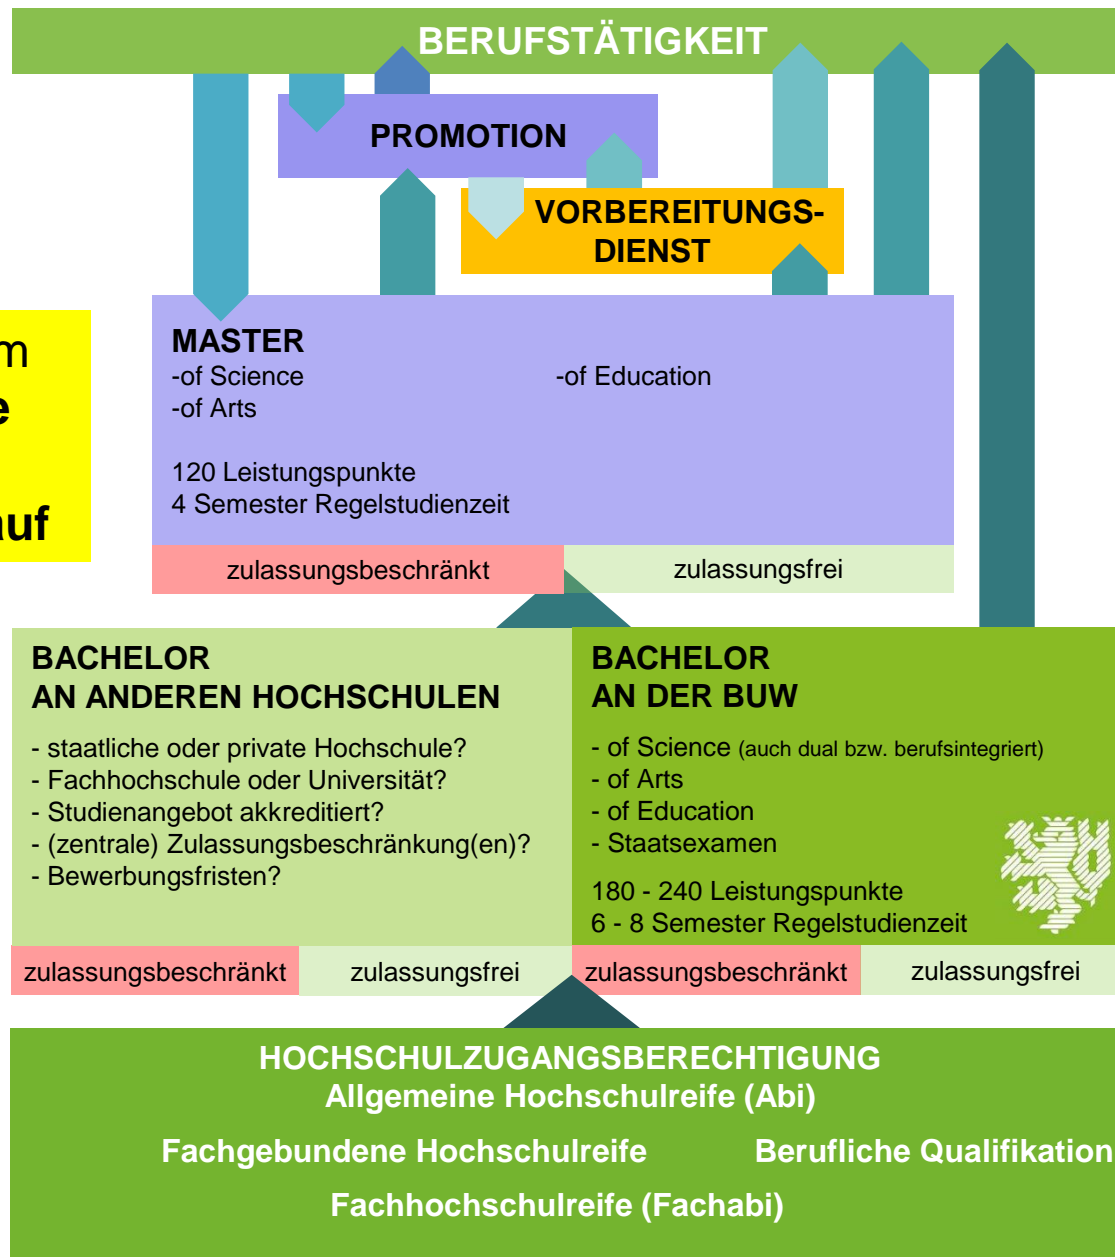 BERUFSTÄTIGKEIT
PROMOTION
VORBEREITUNGS-
DIENST
MASTER
-of Science
-of Education
-of Arts
120 Leistungspunkte
4 Semester Regelstudienzeit
zulassungsbeschränkt
zulassungsfrei
auf
BACHELOR
AN ANDEREN HOCHSCHULEN
- staatliche oder private Hochschule?
- Fachhochschule oder Universität?
- Studienangebot akkreditiert?
- (zentrale) Zulassungsbeschränkung(en)?
- Bewerbungsfristen?
zulassungsbeschränkt
zulassungsfrei
BACHELOR
AN DER BUW
- of Science (auch dual bzw. berufsintegriert)
- of Arts
- of Education
- Staatsexamen
180 - 240 Leistungspunkte
6 - 8 Semester Regelstudienzeit
zulassungsbeschränkt
zulassungsfrei
HOCHSCHULZUGANGSBERECHTIGUNG
Allgemeine Hochschulreife (Abi)
Fachgebundene Hochschulreife
Berufliche Qualifikation
Fachhochschulreife (Fachabi)